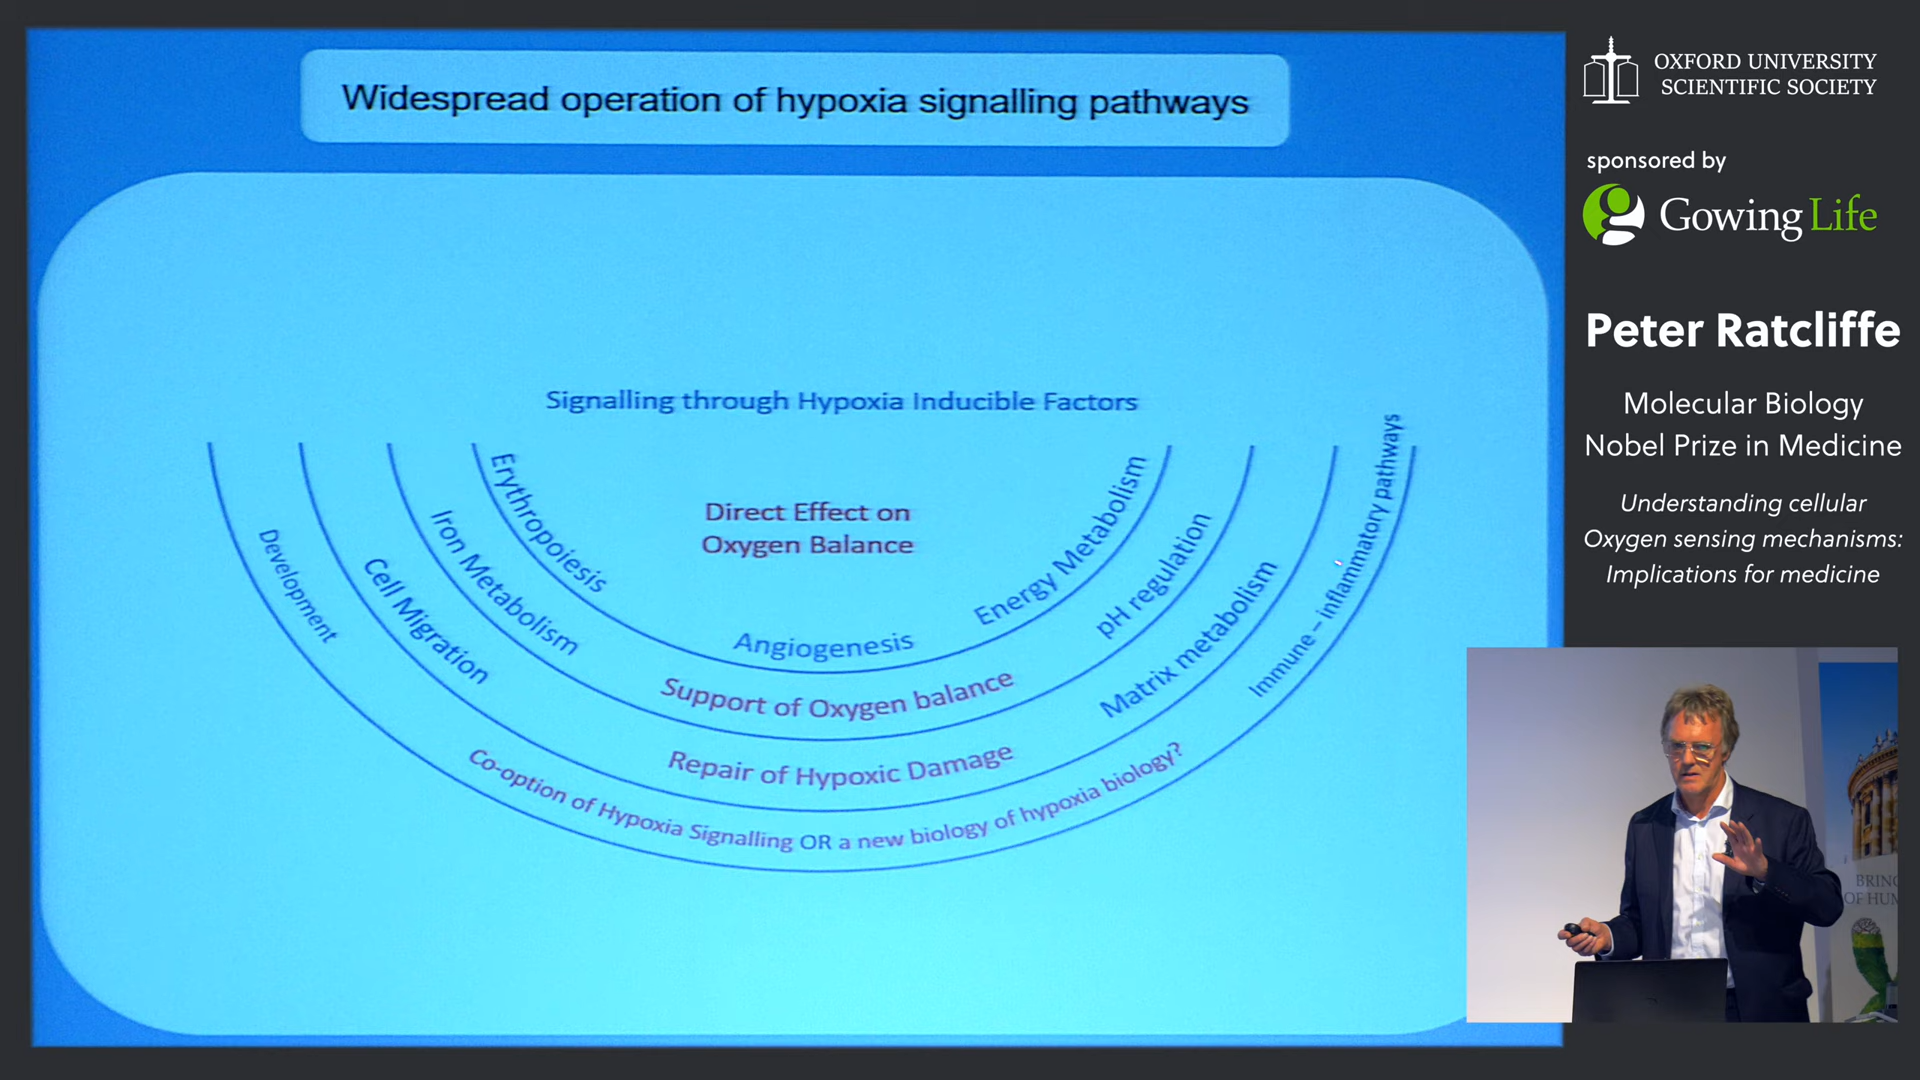 Widespread operation of hypoxia signalling pathways
Signalling through Hypoxia Inducible Factors
Direct Effect on
Oxygen Balance
Erythropoiesis
Angiogenesis
Energy Metabolism
Iron Metabolism
Support of Oxygen balance
pH regulation
Cell Migration
Repair of Hypoxic Damage
Matrix metabolism
Development
Co-option of Hypoxia Signalling OR a new biology of hypoxia biology?
Immune – inflammatory pathways
OXFORD UNIVERSITY
SCIENTIFIC SOCIETY
sponsored by
Gowing Life
Peter Ratcliffe
Molecular Biology
Nobel Prize in Medicine
Understanding cellular
Oxygen sensing mechanisms:
Implications for medicine
OF